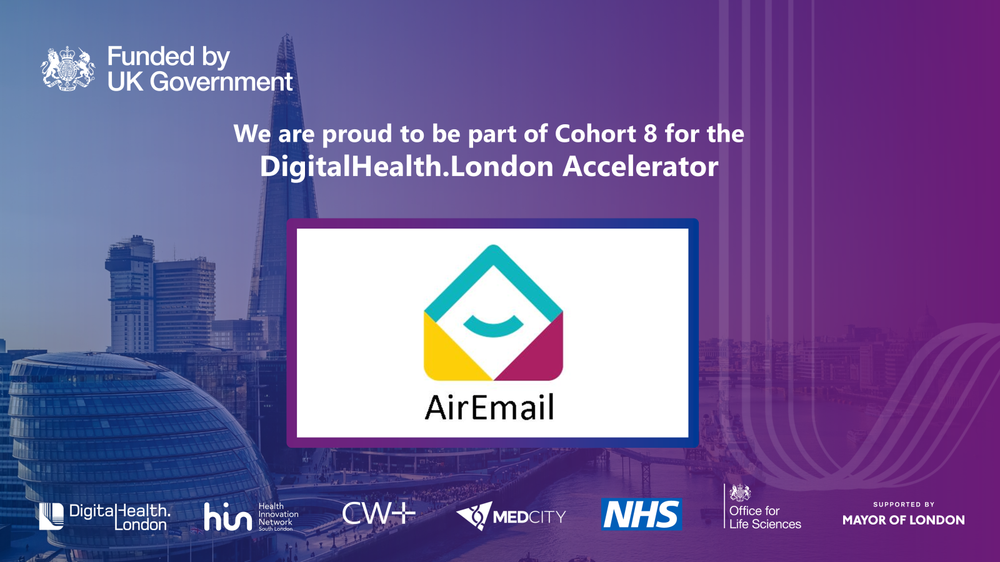 Funded by
UK Government
We are proud to be part of Cohort 8 for the
DigitalHealth.London Accelerator
AirEmail
DigitalHealth.
London
hin
Health
Innovation
Network
South London
CW+
MEDCITY
NHS
Office for
Life Sciences
SUPPORTED BY
MAYOR OF LONDON